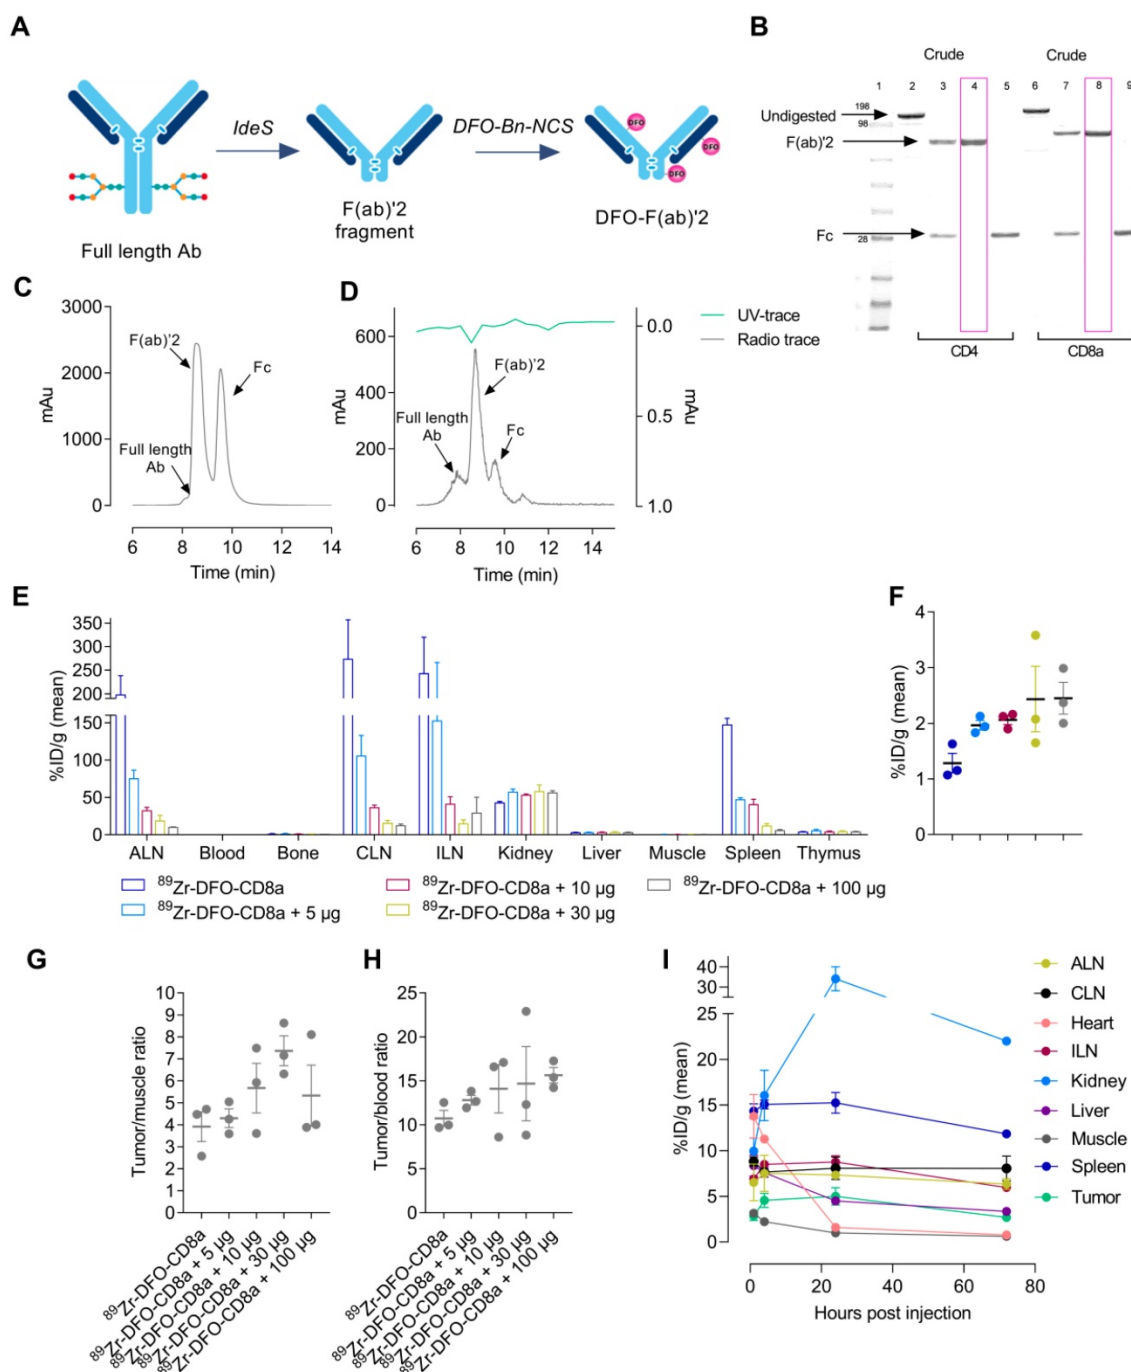 A
IdeS
DFO-Bn-NCS
DFO
DFO
DFO
Full length Ab
F(ab)'2
fragment
DFO-F(ab)'2
B
Crude
Crude
1 2 3 4 5 6 7 8 9
Undigested
198
98
F(ab)'2
Fc
28
CD4
CD8a
C
3000
2000
1000
0
mAu
F(ab)'2
Fc
Full length
Ab
6 8 10 12 14
Time (min)
D
600
400
200
0
mAu
F(ab)'2
Full length
Ab
Fc
0.0
0.5
1.0
mAu
6 8 10 12 14
Time (min)
UV-trace
Radio trace
E
350
300
250
200
150
100
50
0
%ID/g (mean)
ALN Blood Bone CLN ILN Kidney Liver Muscle Spleen Thymus
⁸⁹Zr-DFO-CD8a
⁸⁹Zr-DFO-CD8a + 10 µg
⁸⁹Zr-DFO-CD8a + 100 µg
⁸⁹Zr-DFO-CD8a + 5 µg
⁸⁹Zr-DFO-CD8a + 30 µg
F
4
3
2
1
0
%ID/g (mean)
G
10
9
8
7
6
5
4
3
2
1
0
Tumor/muscle ratio
⁸⁹Zr-DFO-CD8a
⁸⁹Zr-DFO-CD8a + 5 µg
⁸⁹Zr-DFO-CD8a + 10 µg
⁸⁹Zr-DFO-CD8a + 30 µg
⁸⁹Zr-DFO-CD8a + 100 µg
H
25
20
15
10
5
0
Tumor/blood ratio
⁸⁹Zr-DFO-CD8a
⁸⁹Zr-DFO-CD8a + 5 µg
⁸⁹Zr-DFO-CD8a + 10 µg
⁸⁹Zr-DFO-CD8a + 30 µg
⁸⁹Zr-DFO-CD8a + 100 µg
I
40
30
20
15
10
5
0
%ID/g (mean)
0 20 40 60 80
Hours post injection
ALN
CLN
Heart
ILN
Kidney
Liver
Muscle
Spleen
Tumor